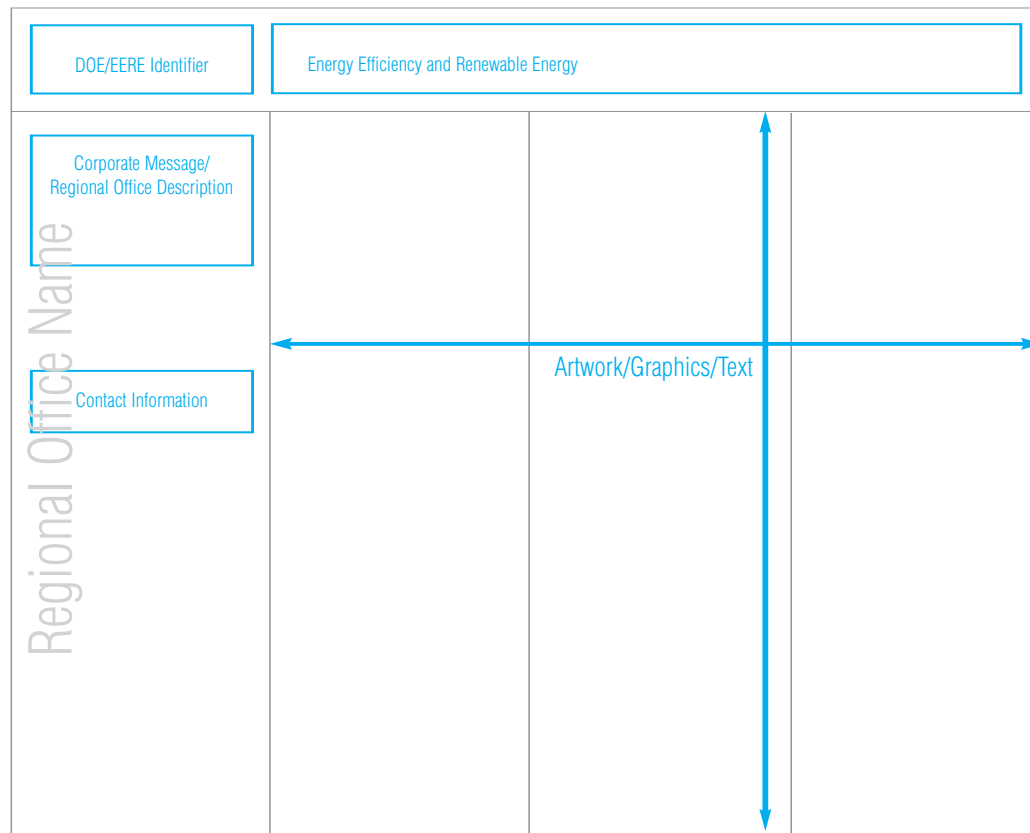 DOE/EERE Identifier
Energy Efficiency and Renewable Energy
Corporate Message/
Regional Office Description
Regional Office Name
Artwork/Graphics/Text
Contact Information